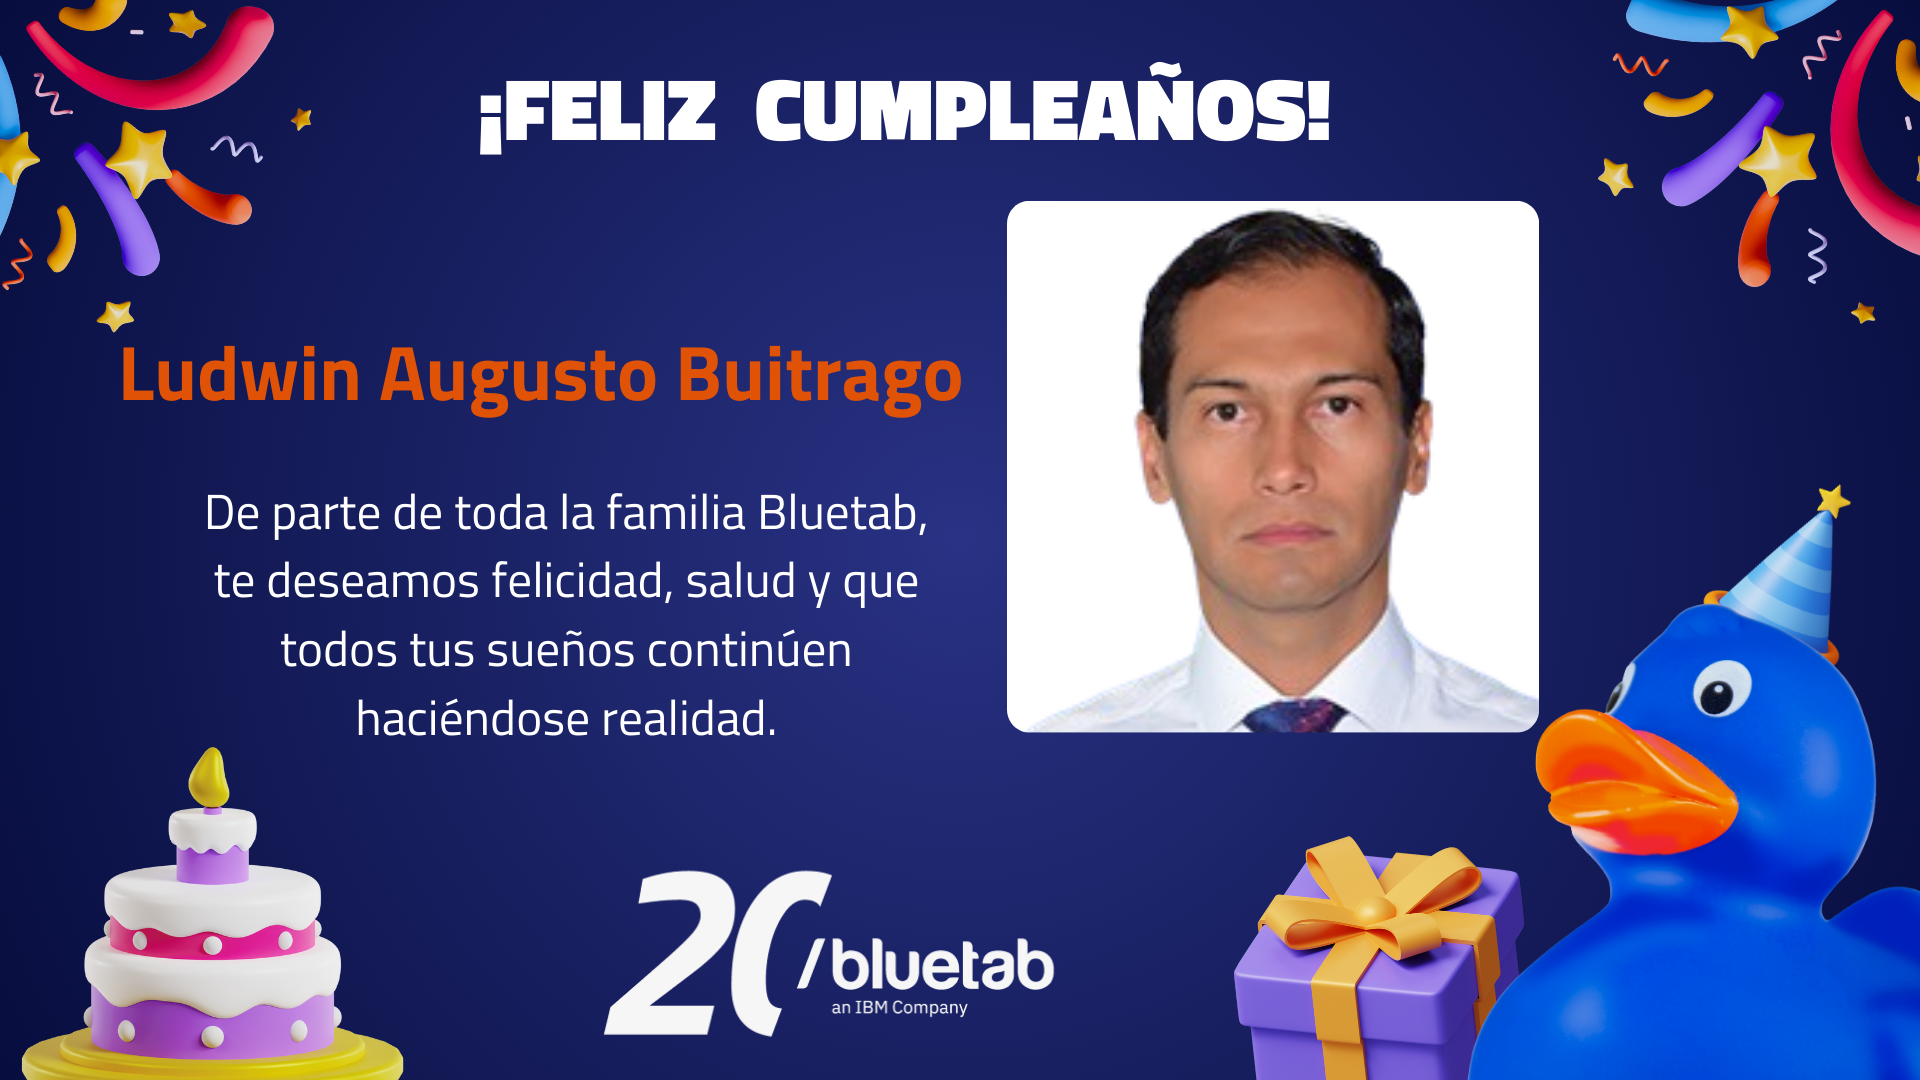 ¡FELIZ CUMPLEAÑOS!
Ludwin Augusto Buitrago
De parte de toda la familia Bluetab,
te deseamos felicidad, salud y que
todos tus sueños continúen
haciéndose realidad.
20/bluetab
an IBM Company